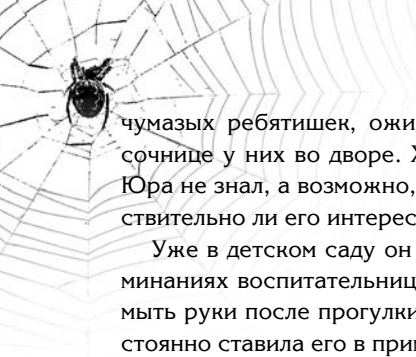 чумазых ребятишек, ожи
сочнице у них во дворе.
Юра не знал, а возможно,
ствительно ли его интерес
Уже в детском саду он
минаниях воспитательниц
мыть руки после прогулки
стоянно ставила его в при